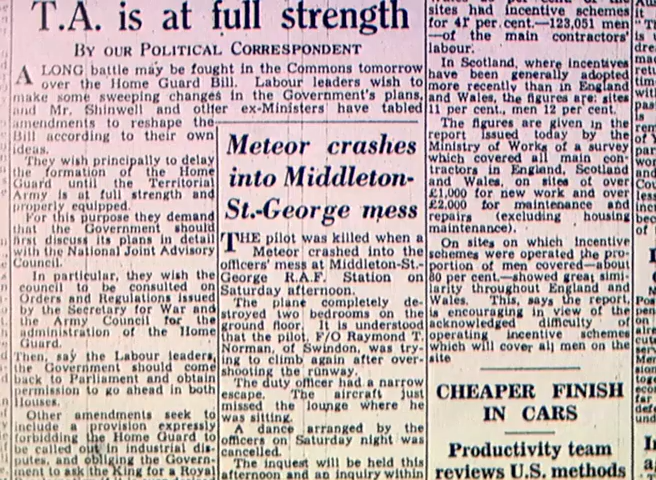 T.A. is at full strength
BY OUR POLITICAL CORRESPONDENT
A LONG battle may be fought in the Commons tomorrow
over the Home Guard Bill. Labour leaders wish to
make some sweeping changes in the Government's plans,
and Mr. Shinwell and other ex-Ministers have tabled
amendments to reshape the
Bill according to their own
ideas.
They wish principally to delay
the formation of the Home
Guard until the Territorial
Army is at full strength and
properly equipped.
For this purpose they demand
that the Government should
first discuss its plans in detail
with the National Joint Advisory
Council.
In particular, they wish the
council to be consulted on
Orders and Regulations issued
by the Secretary for War and
the Army Council for the
administration of the Home
Guard.
Then, say the Labour leaders,
the Government should come
back to Parliament and obtain
permission to go ahead in both
Houses.
Other amendments seek to
include a provision expressly
forbidding the Home Guard to
be called out in industrial dis-
putes, and obliging the Govern-
ment to ask the King for a Royal
Meteor crashes
into Middleton-
St.-George mess
THE pilot was killed when a
Meteor crashed into the
officers' mess at Middleton-St.-
George R.A.F. Station on
Saturday afternoon.
The plane completely de-
stroyed two bedrooms on the
ground floor. It is understood
that the pilot, F/O Raymond T.
Norman, of Swindon, was try-
ing to climb again after over-
shooting the runway.
The duty officer had a narrow
escape. The aircraft just
missed the lounge where he
was sitting.
A dance arranged by the
officers on Saturday night was
cancelled.
The inquest will be held this
afternoon and an inquiry within
sites had incentive schemes
for 41 per cent.—123,051 men
—of the main contractors'
labour.
In Scotland, where incentives
have been generally adopted
more recently than in England
and Wales, the figures are: sites
11 per cent., men 12 per cent.
The figures are given in the
report issued today by the
Ministry of Works of a survey
which covered all main con-
tractors in England, Scotland
and Wales, on sites of over
£1,000 for new work and over
£2,000 for maintenance and
repairs (excluding housing
maintenance).
On sites on which incentive
schemes were operated the pro-
portion of men covered—about
80 per cent.—showed great simi-
larity throughout England and
Wales. This, says the report,
is encouraging in view of the
acknowledged difficulty of
operating incentive schemes
which will cover all men on the
site
CHEAPER FINISH
IN CARS
Productivity team
reviews U.S. methods